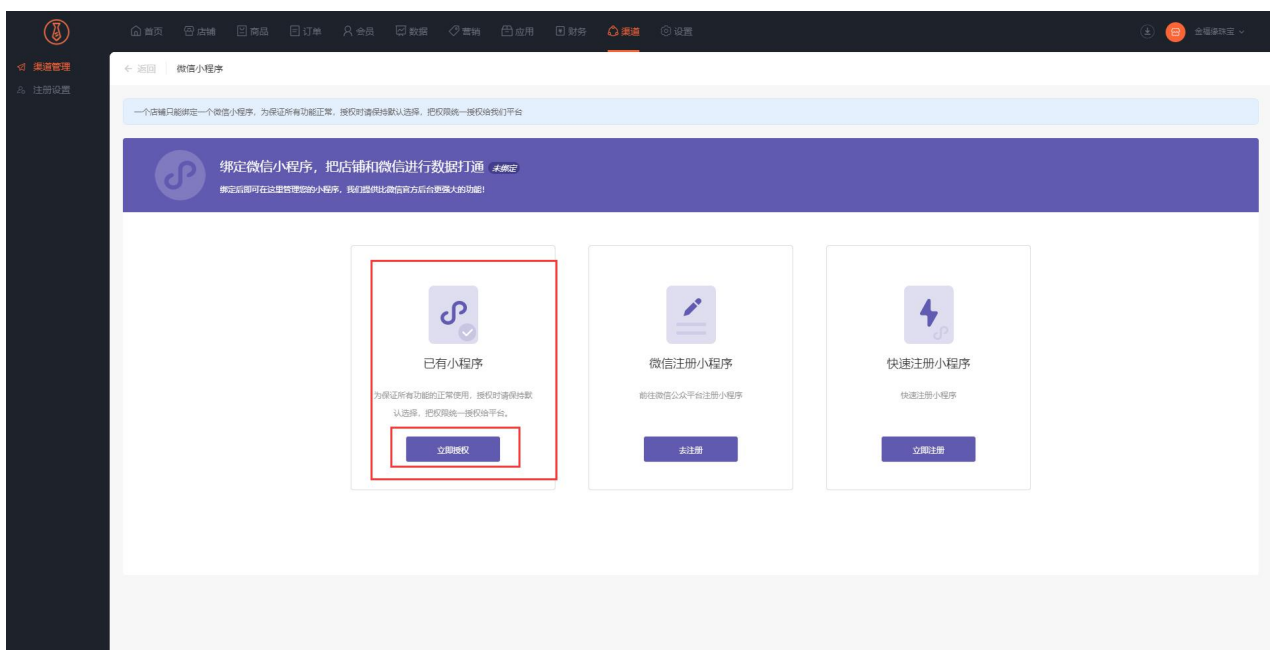 首页 店铺 商品 订单 会员 数据 营销 应用 财务 渠道 设置
金福缘珠宝
渠道管理
注册设置
← 返回 微信小程序
一个店铺只能绑定一个微信小程序，为保证所有功能正常，授权时请保持默认选择，把权限统一授权给我们平台
绑定微信小程序，把店铺和微信进行数据打通 未绑定
绑定后即可在这里管理您的小程序，我们提供比微信官方后台更强大的功能!
已有小程序
为保证所有功能的正常使用，授权时请保持默
认选择，把权限统一授权给平台。
立即授权
微信注册小程序
前往微信公众平台注册小程序
去注册
快速注册小程序
快速注册小程序
立即注册